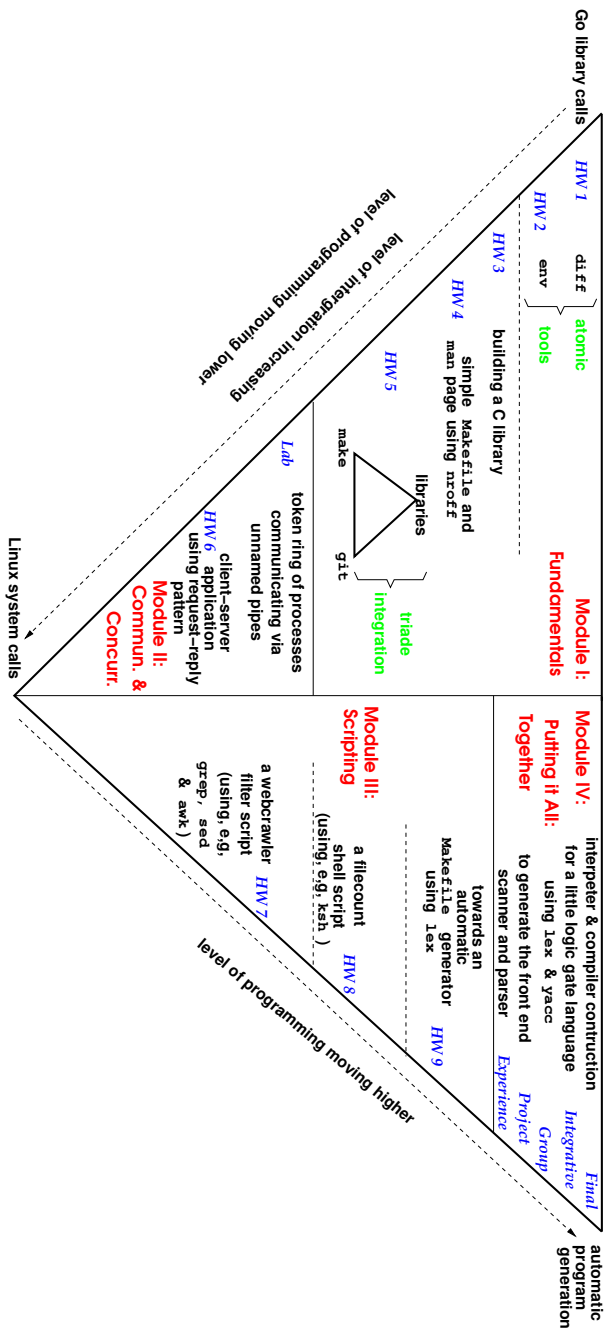 Go library calls
HW 1
diff
atomic
HW 2
env
tools
Module I:
Fundamentals
HW 3
building a C library
HW 4
simple Makefile and
man page using nroff
HW 5
libraries
make
git
triade
integration
level of intergration increasing
level of programming moving lower
Lab
token ring of processes
communicating via
unnamed pipes
HW 6
client-server
application
using request-reply
pattern
Module II:
Commun. &
Concurr.
Linux system calls
Module IV:
Putting it All:
Together
interpeter & compiler contruction
for a little logic gate language
using lex & yacc
to generate the front end
scanner and parser
Final
Integrative
Group
Project
Experience
towards an
automatic
Makefile generator
using lex
HW 9
Module III:
Scripting
a filecount
shell script
(using, e,g, ksh )
HW 8
a webcrawler
filter script
(using, e,g,
grep, sed
& awk )
HW 7
level of programming moving higher
automatic
program
generation